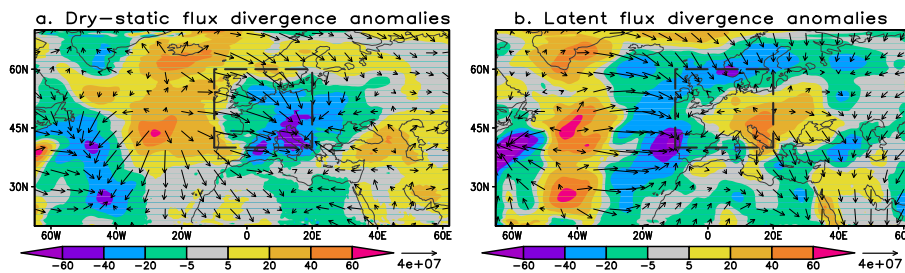 a. Dry-static flux divergence anomalies
60N
45N
30N
60W 40W 20W 0 20E 40E 60E
-60 -40 -20 -5 5 20 40 60 4e+07
b. Latent flux divergence anomalies
60N
45N
30N
60W 40W 20W 0 20E 40E
-60 -40 -20 -5 5 20 40 60 4e+07